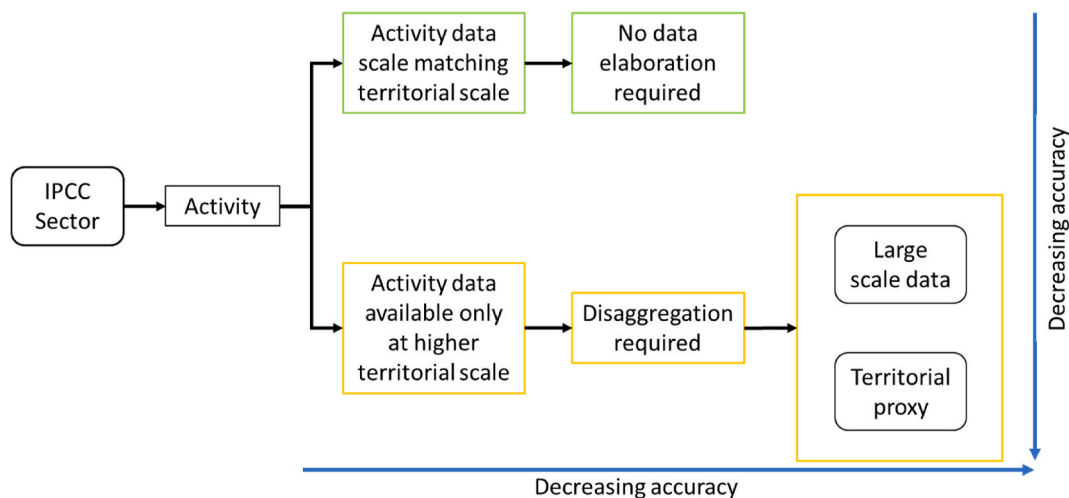 IPCC
Sector
Activity
Activity data
scale matching
territorial scale
No data
elaboration
required
Activity data
available only
at higher
territorial scale
Disaggregation
required
Large
scale data
Territorial
proxy
Decreasing accuracy
Decreasing accuracy